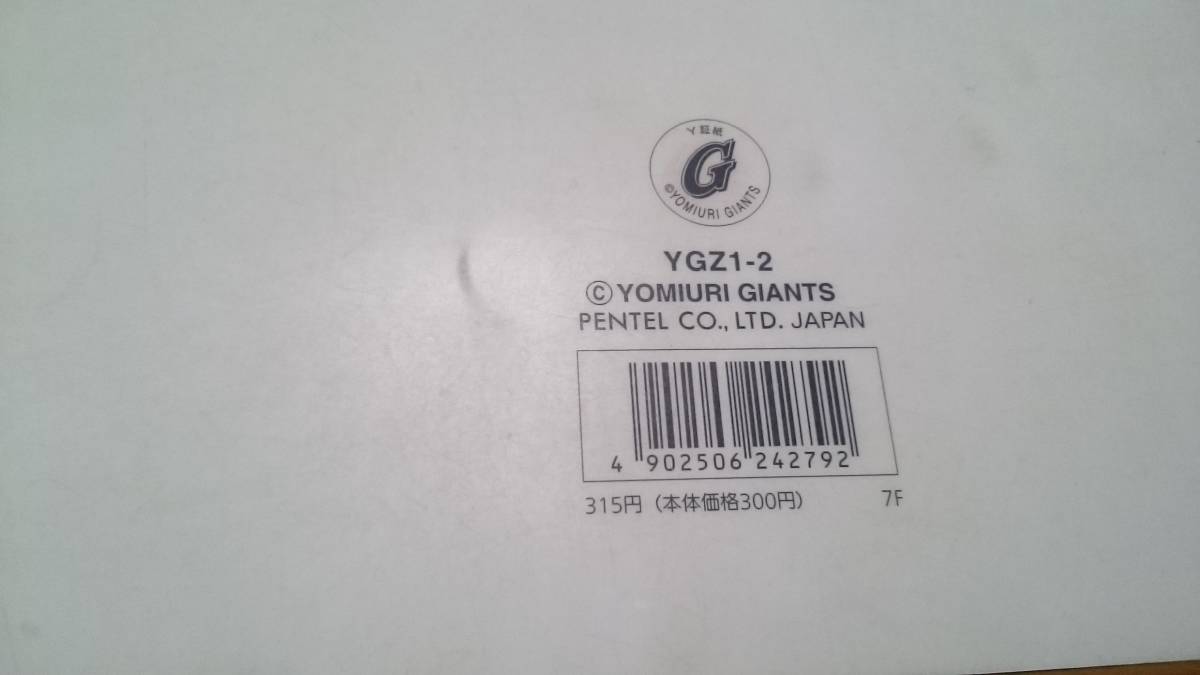 Y証紙
G
©YOMIURI GIANTS
YGZ1-2
©YOMIURI GIANTS
PENTEL CO., LTD. JAPAN
4 902506 242792
315円（本体価格300円） 7F